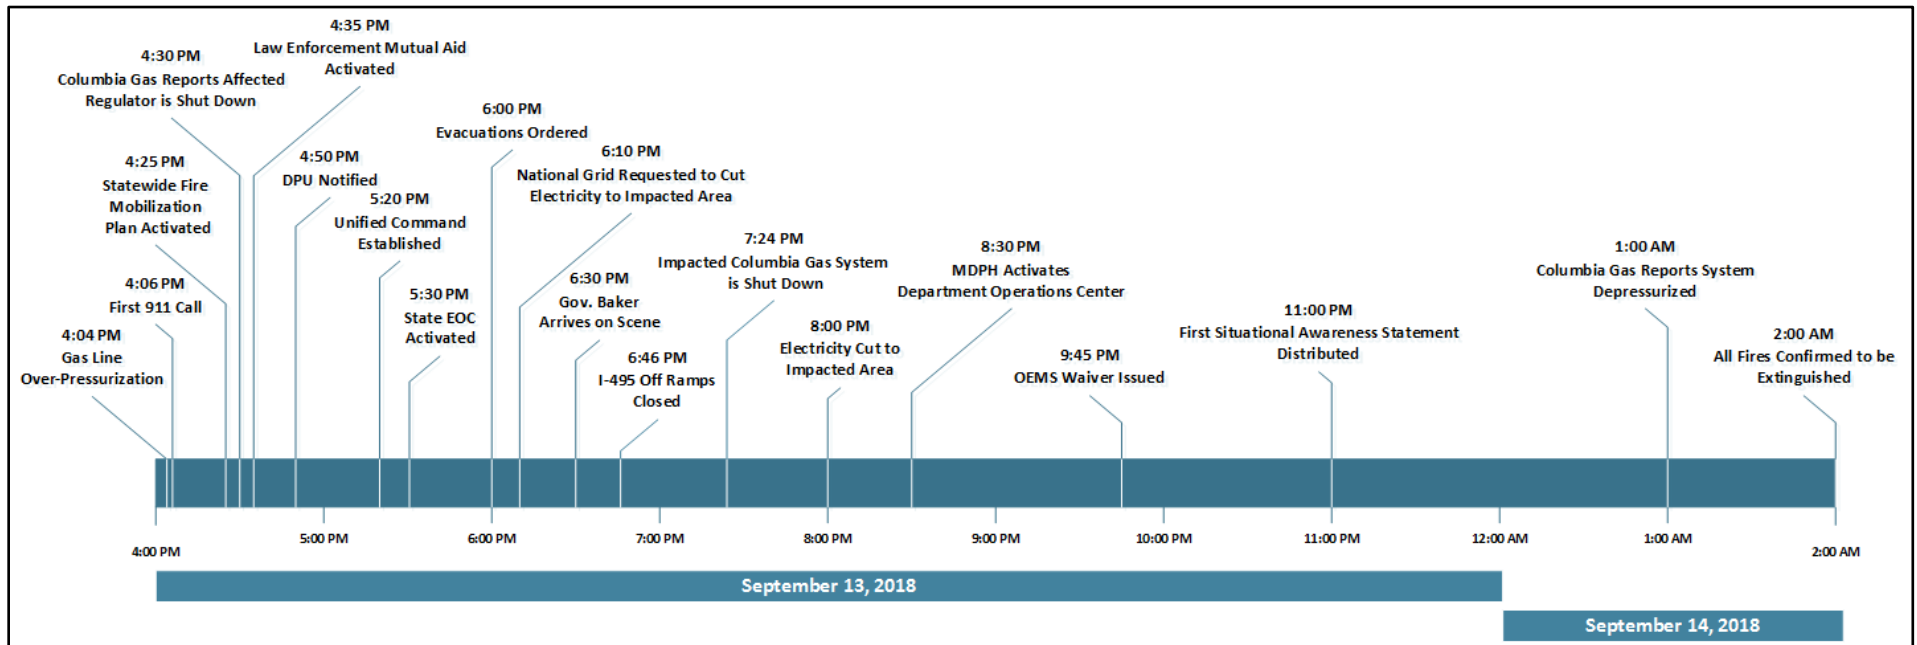 4:04 PM
Gas Line
Over-Pressurization
4:06 PM
First 911 Call
4:25 PM
Statewide Fire
Mobilization
Plan Activated
4:30 PM
Columbia Gas Reports Affected
Regulator is Shut Down
4:35 PM
Law Enforcement Mutual Aid
Activated
4:50 PM
DPU Notified
5:20 PM
Unified Command
Established
5:30 PM
State EOC
Activated
6:00 PM
Evacuations Ordered
6:10 PM
National Grid Requested to Cut
Electricity to Impacted Area
6:30 PM
Gov. Baker
Arrives on Scene
6:46 PM
I-495 Off Ramps
Closed
7:24 PM
Impacted Columbia Gas System
is Shut Down
8:00 PM
Electricity Cut to
Impacted Area
8:30 PM
MDPH Activates
Department Operations Center
9:45 PM
OEMS Waiver Issued
11:00 PM
First Situational Awareness Statement
Distributed
1:00 AM
Columbia Gas Reports System
Depressurized
2:00 AM
All Fires Confirmed to be
Extinguished
4:00 PM
5:00 PM
6:00 PM
7:00 PM
8:00 PM
9:00 PM
10:00 PM
11:00 PM
12:00 AM
1:00 AM
2:00 AM
September 13, 2018
September 14, 2018